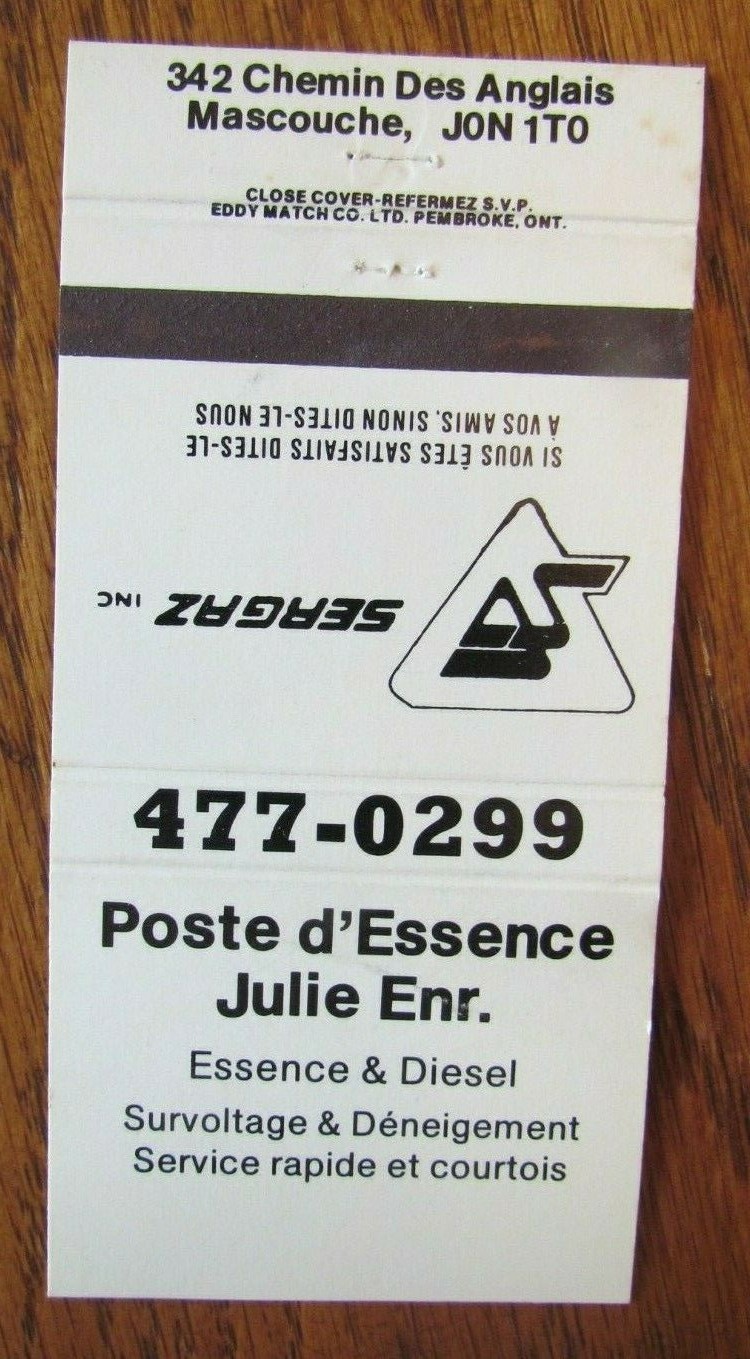 342 Chemin Des Anglais
Mascouche, J0N 1T0
CLOSE COVER-REFERMEZ S.V.P.
EDDY MATCH CO. LTD. PEMBROKE, ONT.
SI VOUS ÊTES SATISFAITS DITES-LE
À VOS AMIS, SINON DITES-LE NOUS
SERGAZ INC
477-0299
Poste d'Essence
Julie Enr.
Essence & Diesel
Survoltage & Déneigement
Service rapide et courtois